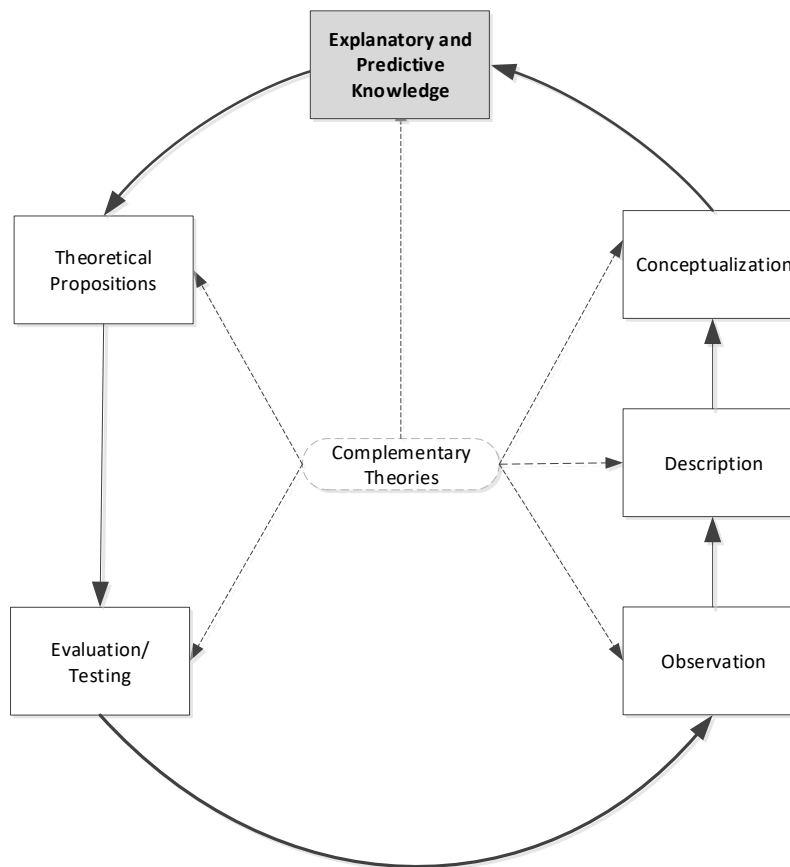 Explanatory and
Predictive
Knowledge
Theoretical
Propositions
Conceptualization
Complementary
Theories
Description
Evaluation/
Testing
Observation